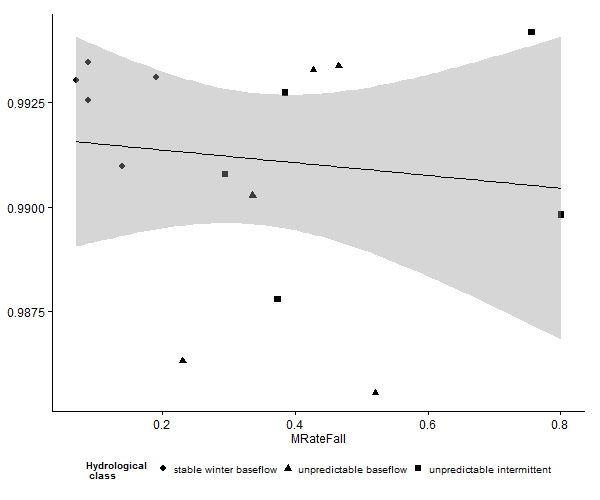 0.9925
0.9900
0.9875
0.2 0.4 0.6 0.8
MRateFall
Hydrological
class
stable winter baseflow unpredictable baseflow unpredictable intermittent